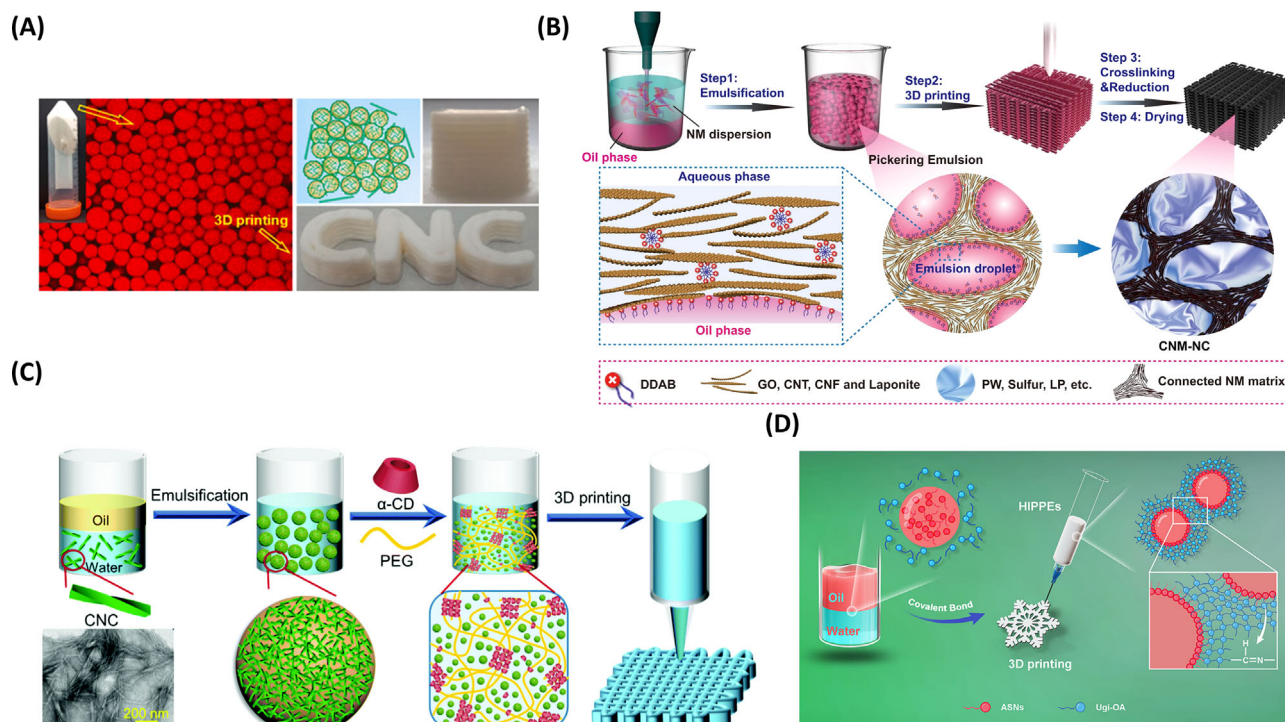 (A)
3D printing
CNC
(B)
Step1:
Emulsification
Step2:
3D printing
Step 3:
Crosslinking
&Reduction
Step 4: Drying
NM dispersion
Oil phase
Pickering Emulsion
Aqueous phase
Emulsion droplet
Oil phase
CNM-NC
DDAB
GO, CNT, CNF and Laponite
PW, Sulfur, LP, etc.
Connected NM matrix
(C)
Oil
Water
Emulsification
α-CD
PEG
3D printing
CNC
200 nm
(D)
Oil
Water
Covalent Bond
HIPPEs
3D printing
H
C=N
ASNs
Ugi-OA